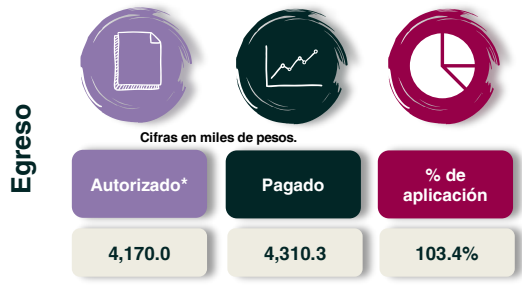 Egreso
Cifras en miles de pesos.
Autorizado*
Pagado
% de
aplicación
4,170.0
4,310.3
103.4%